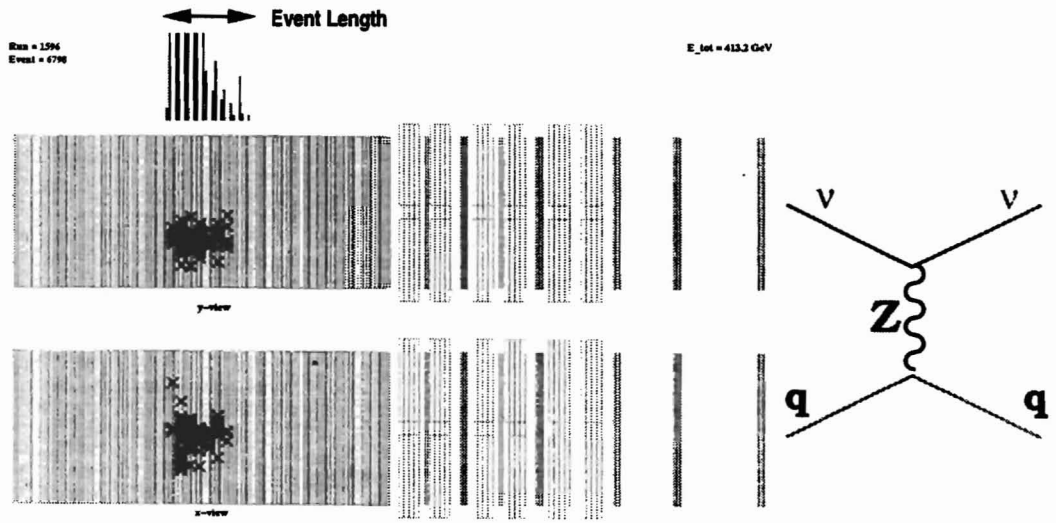 Event Length
Run = 1596
Event = 6798
E_tot = 413.2 GeV
ν ν
Z
y-view
q q
x-view